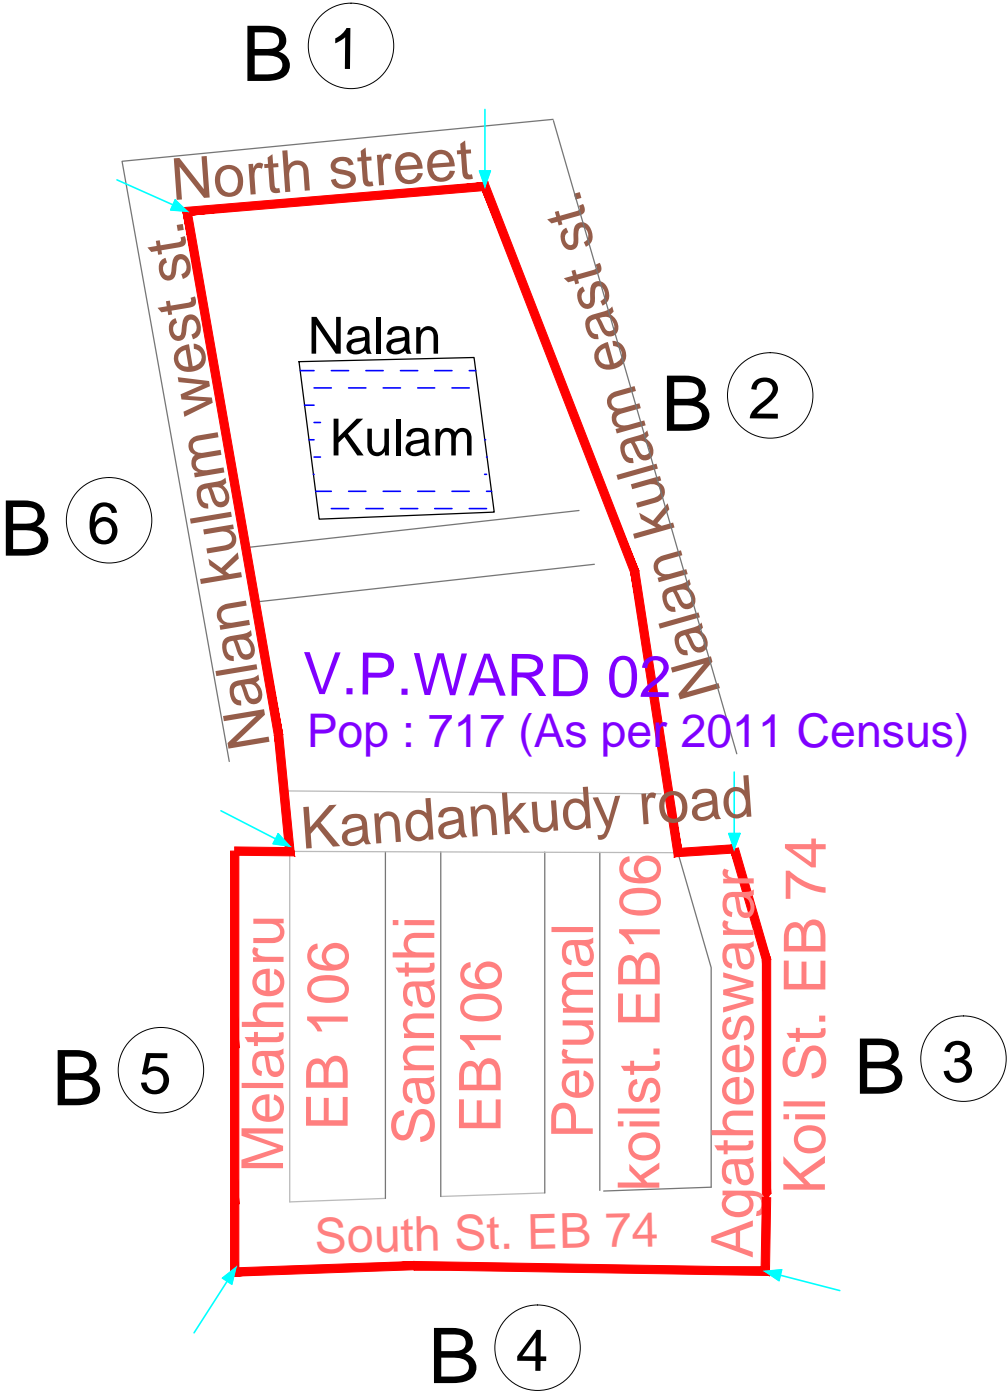 B 1
North street
Nalan kulam west st.
Nalan kulam east st.
Nalan
Kulam
B 2
B 6
V.P.WARD 02
Pop : 717 (As per 2011 Census)
Kandankudy road
Melatheru
EB 106
Sannathi
EB106
Perumal
koilst. EB106
Agatheeswarar
Koil St. EB 74
B 5
B 3
South St. EB 74
B 4